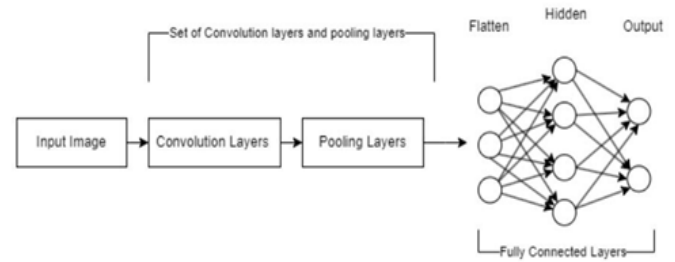 Set of Convolution layers and pooling layers
Flatten
Hidden
Output
Input Image
Convolution Layers
Pooling Layers
Fully Connected Layers